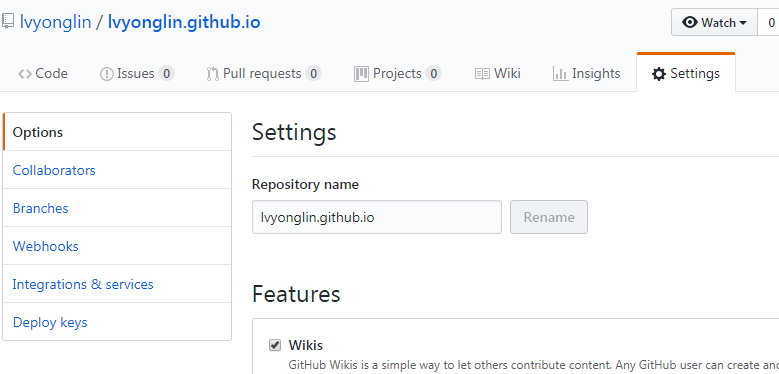 lvyonglin / lvyonglin.github.io
Watch 0
Code Issues 0 Pull requests 0 Projects 0 Wiki Insights Settings
Options
Collaborators
Branches
Webhooks
Integrations & services
Deploy keys
Settings
Repository name
lvyonglin.github.io Rename
Features
Wikis
GitHub Wikis is a simple way to let others contribute content. Any GitHub user can create and